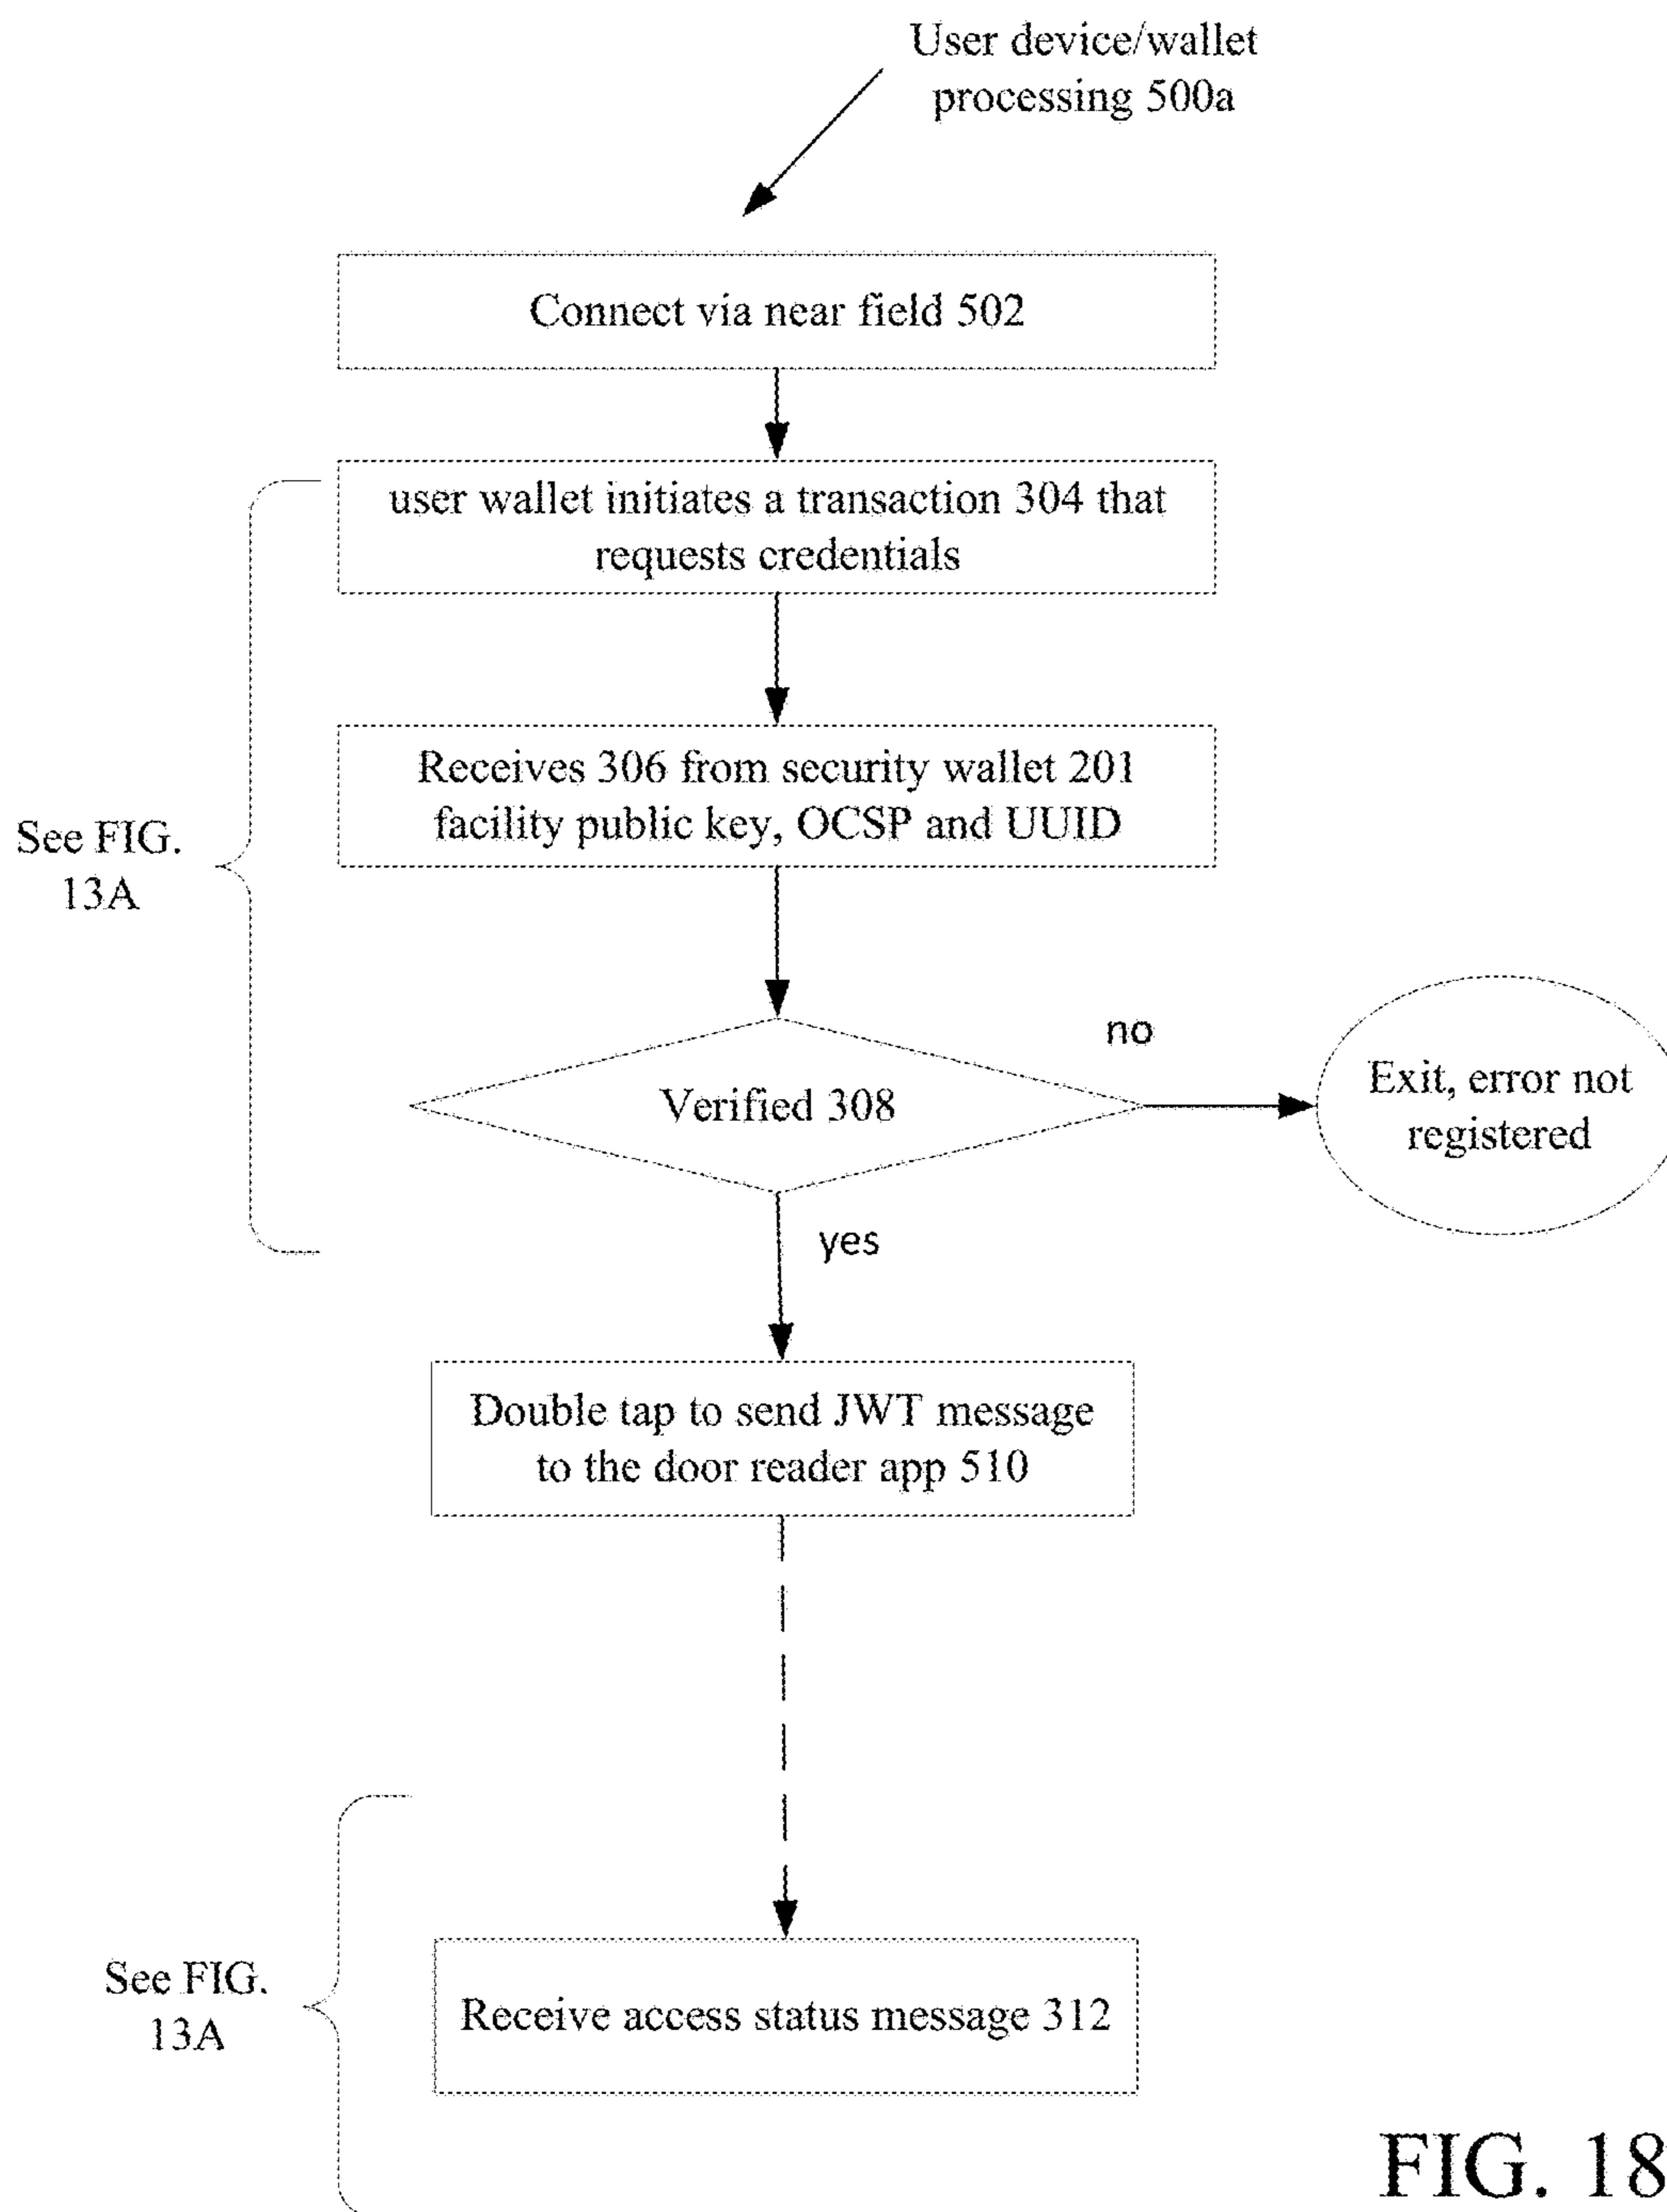 User device/wallet
processing 500a
Connect via near field 502
user wallet initiates a transaction 304 that
requests credentials
Receives 306 from security wallet 201
facility public key, OCSP and UUID
See FIG.
13A
Verified 308
no
Exit, error not
registered
yes
Double tap to send JWT message
to the door reader app 510
See FIG.
13A
Receive access status message 312
FIG. 18